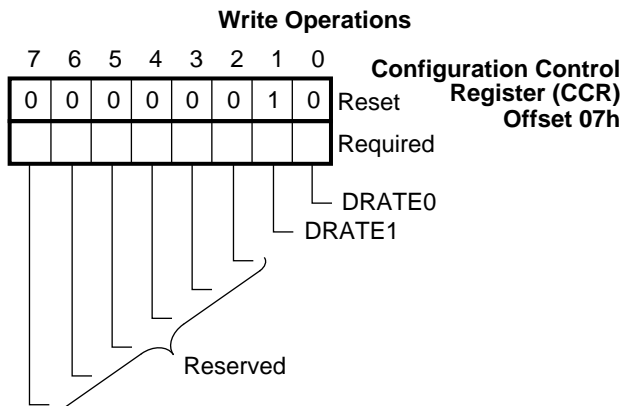 Write Operations
7 6 5 4 3 2 1 0
Configuration Control
Register (CCR)
Offset 07h
0 0 0 0 0 0 1 0 Reset
Required
DRATE0
DRATE1
Reserved